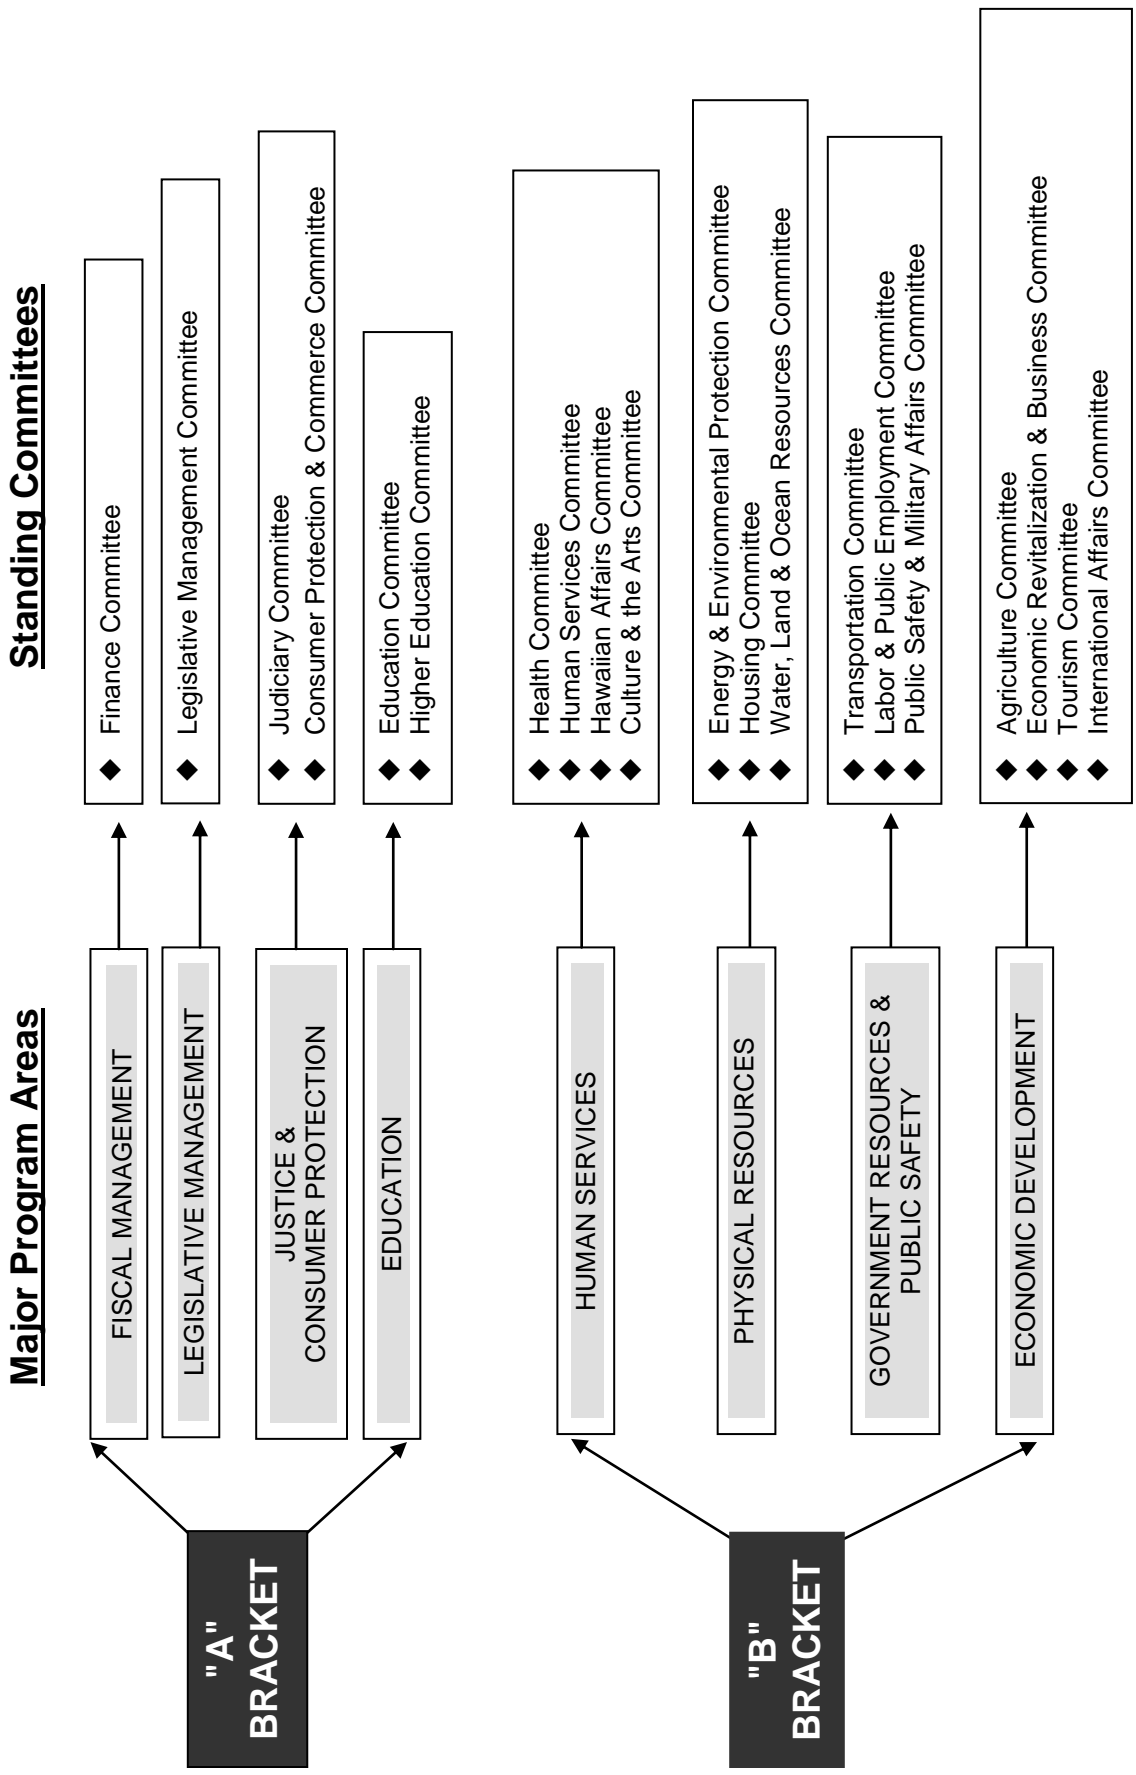 Major Program Areas
Standing Committees
"A"
BRACKET
FISCAL MANAGEMENT
◆ Finance Committee
LEGISLATIVE MANAGEMENT
◆ Legislative Management Committee
JUSTICE &
CONSUMER PROTECTION
◆ Judiciary Committee
◆ Consumer Protection & Commerce Committee
EDUCATION
◆ Education Committee
◆ Higher Education Committee
"B"
BRACKET
HUMAN SERVICES
◆ Health Committee
◆ Human Services Committee
◆ Hawaiian Affairs Committee
◆ Culture & the Arts Committee
PHYSICAL RESOURCES
◆ Energy & Environmental Protection Committee
◆ Housing Committee
◆ Water, Land & Ocean Resources Committee
GOVERNMENT RESOURCES &
PUBLIC SAFETY
◆ Transportation Committee
◆ Labor & Public Employment Committee
◆ Public Safety & Military Affairs Committee
ECONOMIC DEVELOPMENT
◆ Agriculture Committee
◆ Economic Revitalization & Business Committee
◆ Tourism Committee
◆ International Affairs Committee